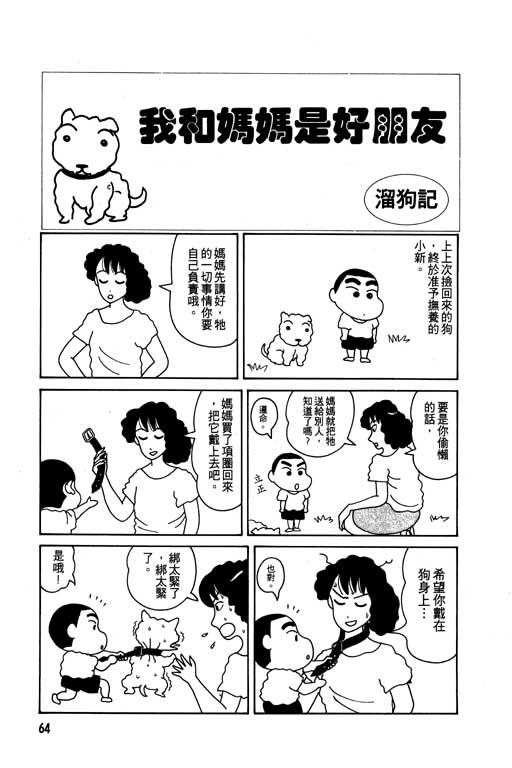 我和媽媽是好朋友
溜狗記
上上次撿回來的狗
，終於准予撫養的
小新。
媽媽先講好，牠
的一切事情你要
自己負責哦。
要是你偷懶
的話，
媽媽就把牠
送給別人，
知道了嗎？
遵命。
立正
媽媽買了項圈回來
，把它戴上去吧。
希望你戴在
狗身上…
也對。
綁太緊了
，綁太緊
了。
是哦！
64